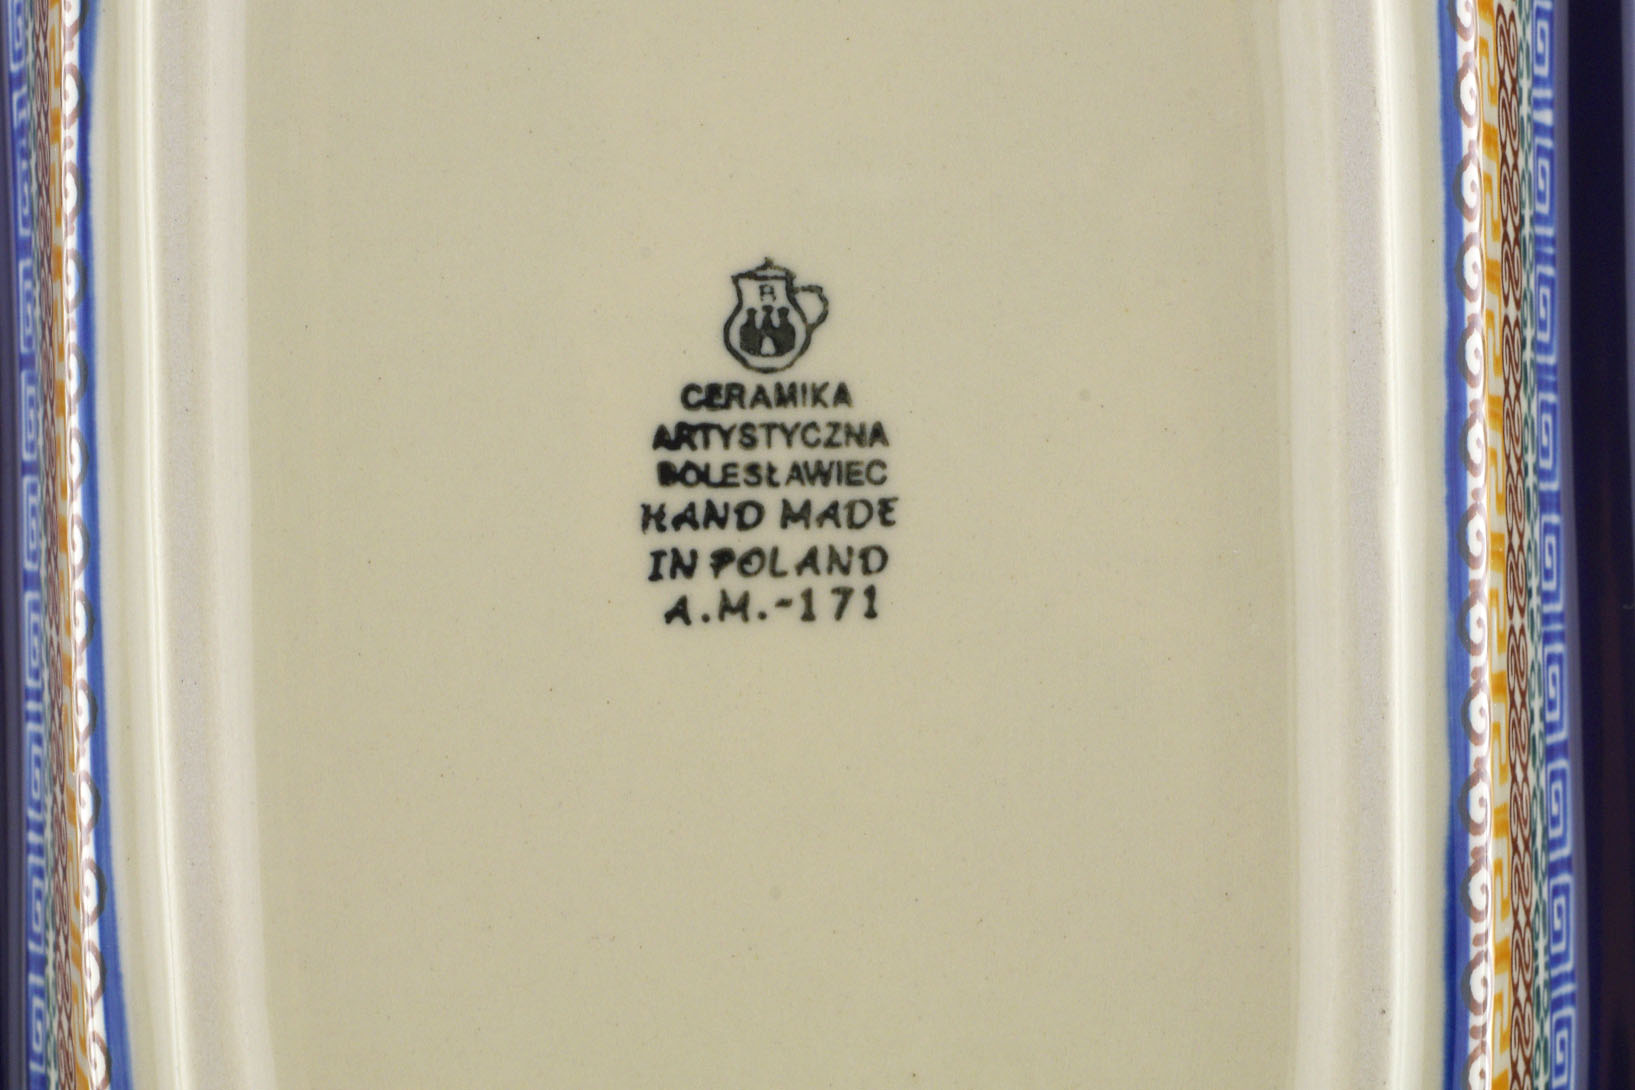 B
CERAMIKA
ARTYSTYCZNA
BOLESŁAWIEC
HAND MADE
IN POLAND
A.M.-171